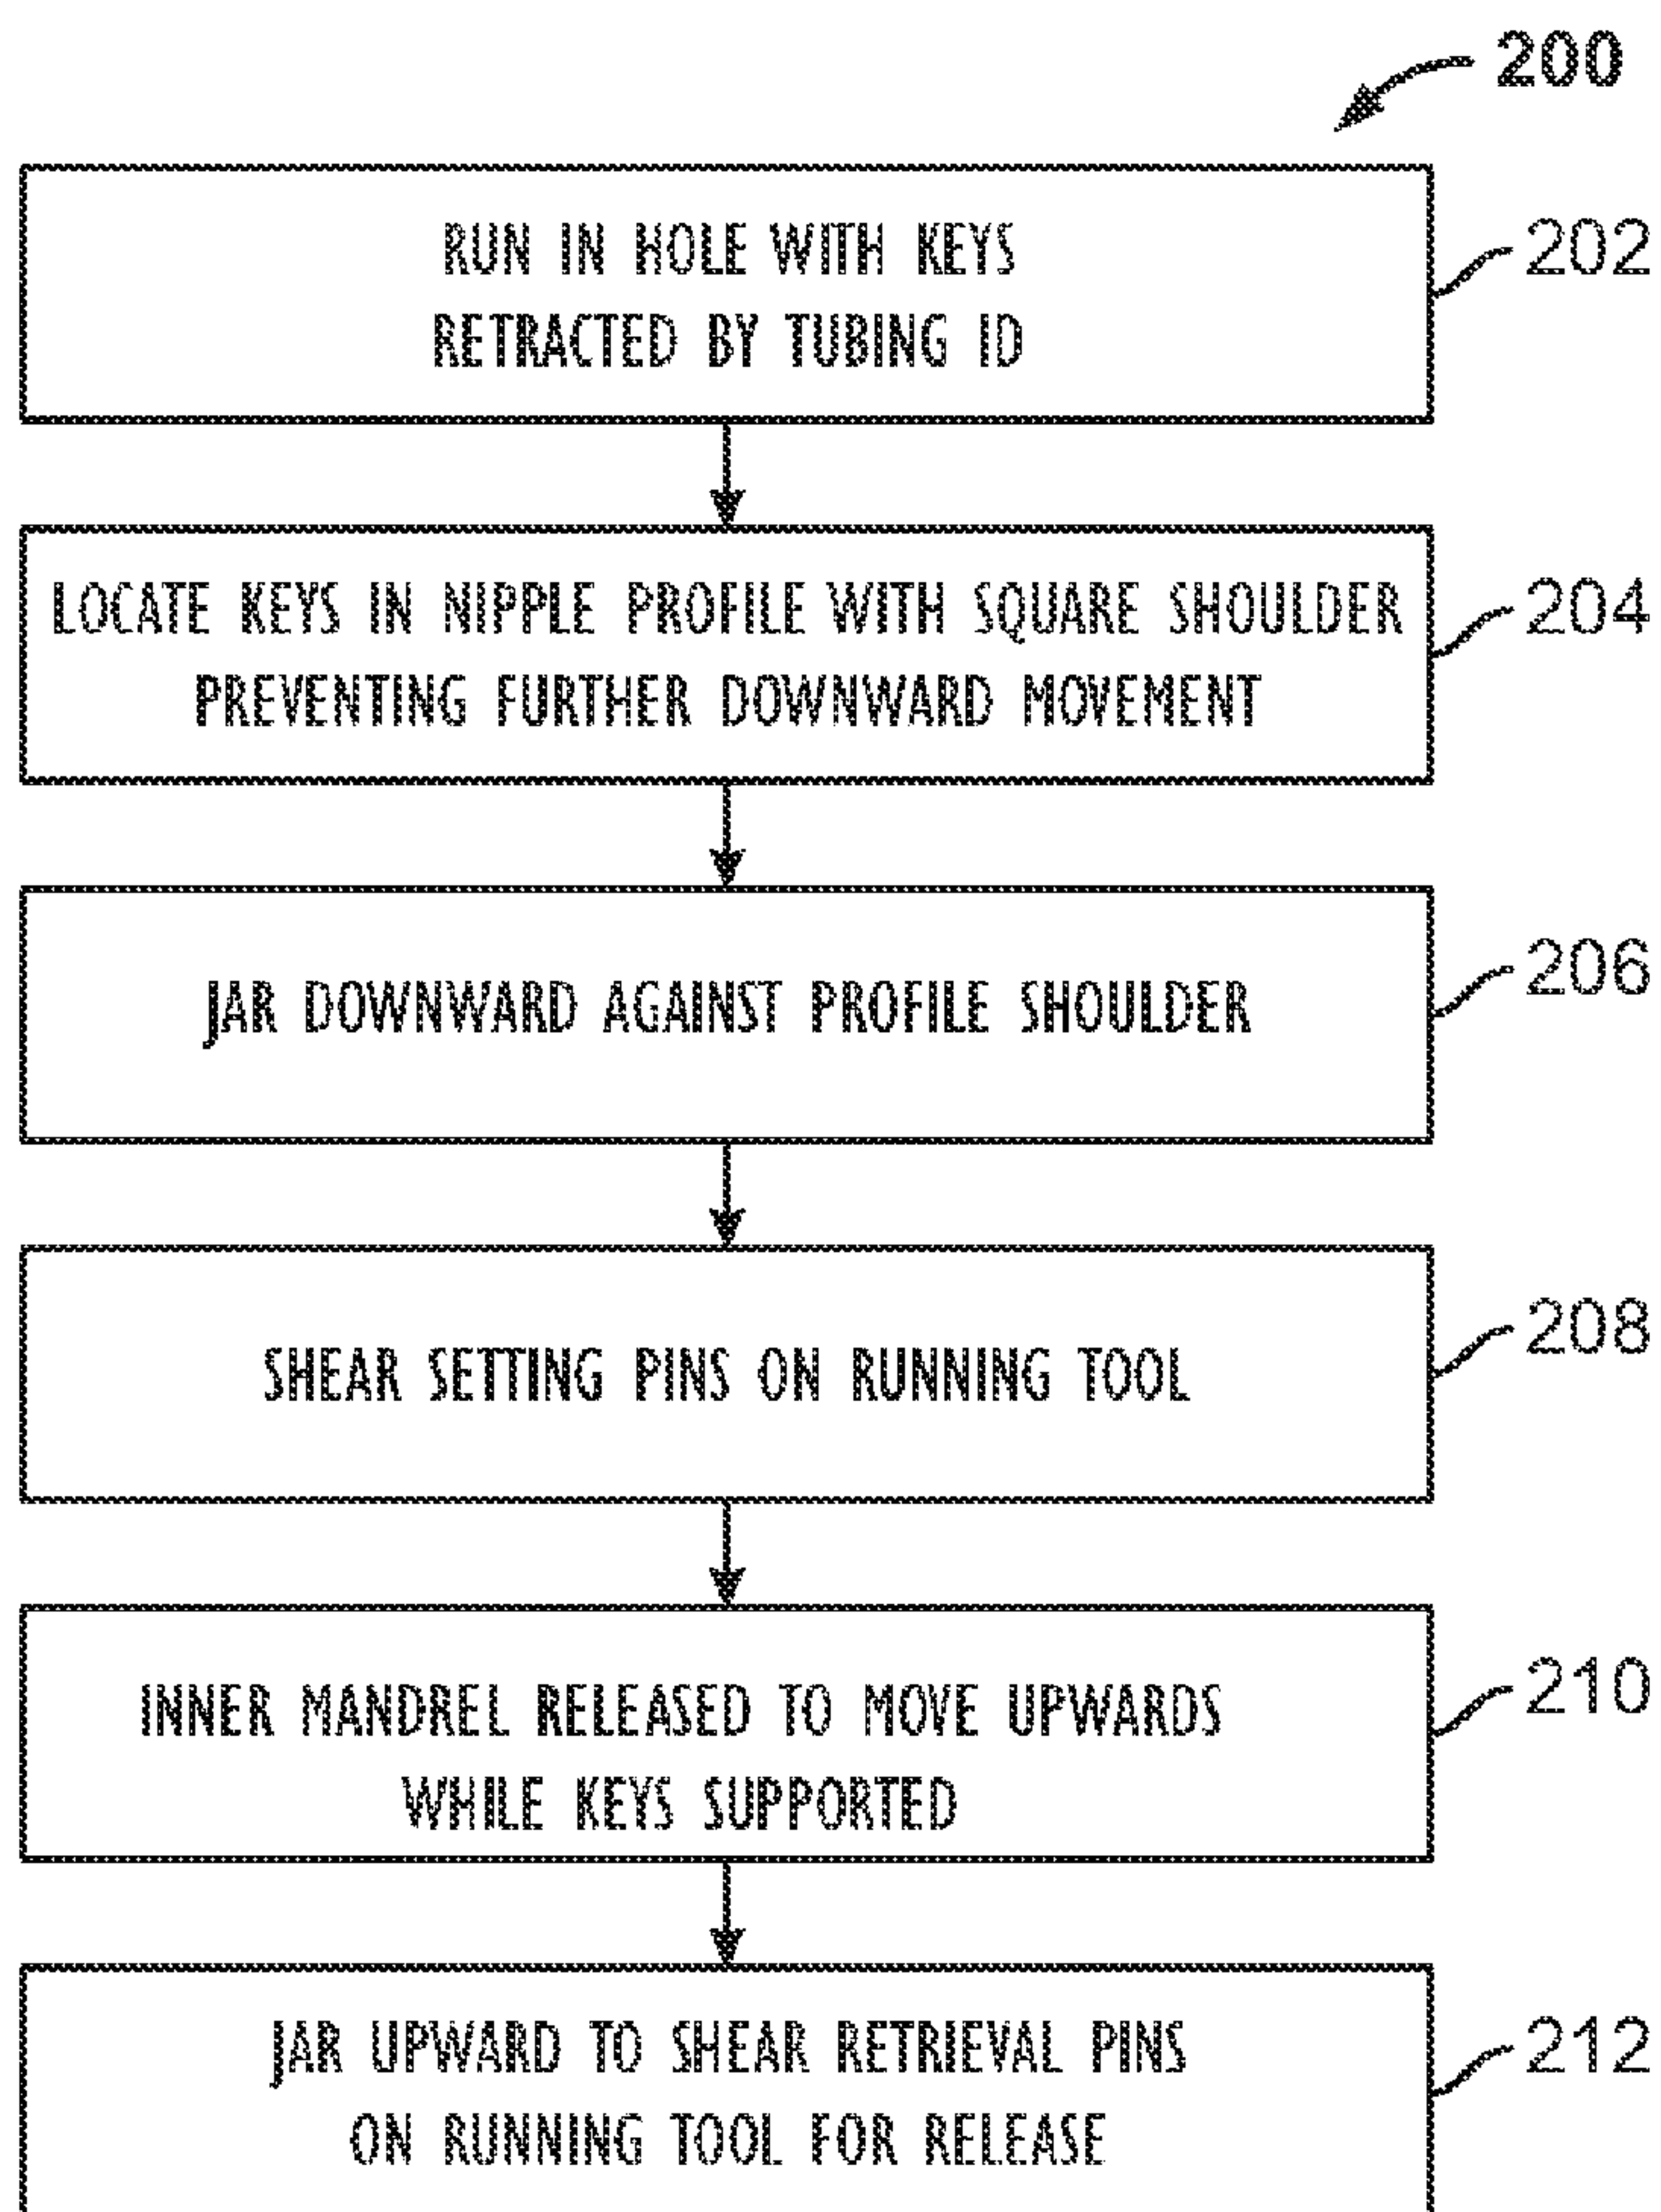 200
RUN IN HOLE WITH KEYS
RETRACTED BY TUBING ID
202
LOCATE KEYS IN NIPPLE PROFILE WITH SQUARE SHOULDER
PREVENTING FURTHER DOWNWARD MOVEMENT
204
JAR DOWNWARD AGAINST PROFILE SHOULDER
206
SHEAR SETTING PINS ON RUNNING TOOL
208
INNER MANDREL RELEASED TO MOVE UPWARDS
WHILE KEYS SUPPORTED
210
JAR UPWARD TO SHEAR RETRIEVAL PINS
ON RUNNING TOOL FOR RELEASE
212